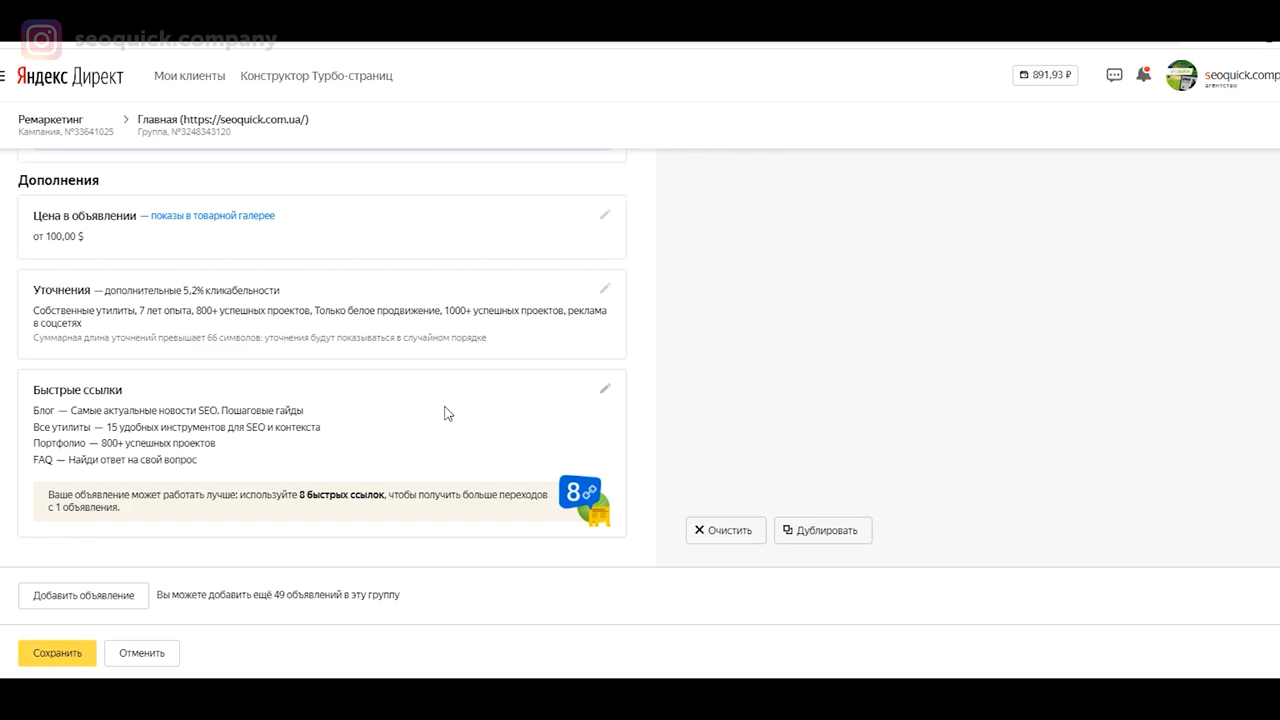 seoquick.company
Яндекс Директ
Мои клиенты
Конструктор Турбо-страниц
891,93 ₽
seoquick.comp
агентство
Ремаркетинг
Главная (https://seoquick.com.ua/)
Кампания, №33641025
Группа, №3248343120
Дополнения
Цена в объявлении — показы в товарной галерее
от 100,00 $
Уточнения — дополнительные 5,2% кликабельности
Собственные утилиты, 7 лет опыта, 800+ успешных проектов, Только белое продвижение, 1000+ успешных проектов, реклама
в соцсетях
Суммарная длина уточнений превышает 66 символов: уточнения будут показываться в случайном порядке
Быстрые ссылки
Блог — Самые актуальные новости SEO. Пошаговые гайды
Все утилиты — 15 удобных инструментов для SEO и контекста
Портфолио — 800+ успешных проектов
FAQ — Найди ответ на свой вопрос
Ваше объявление может работать лучше: используйте 8 быстрых ссылок, чтобы получить больше переходов
с 1 объявления.
8
Очистить
Дублировать
Добавить объявление
Вы можете добавить ещё 49 объявлений в эту группу
Сохранить
Отменить